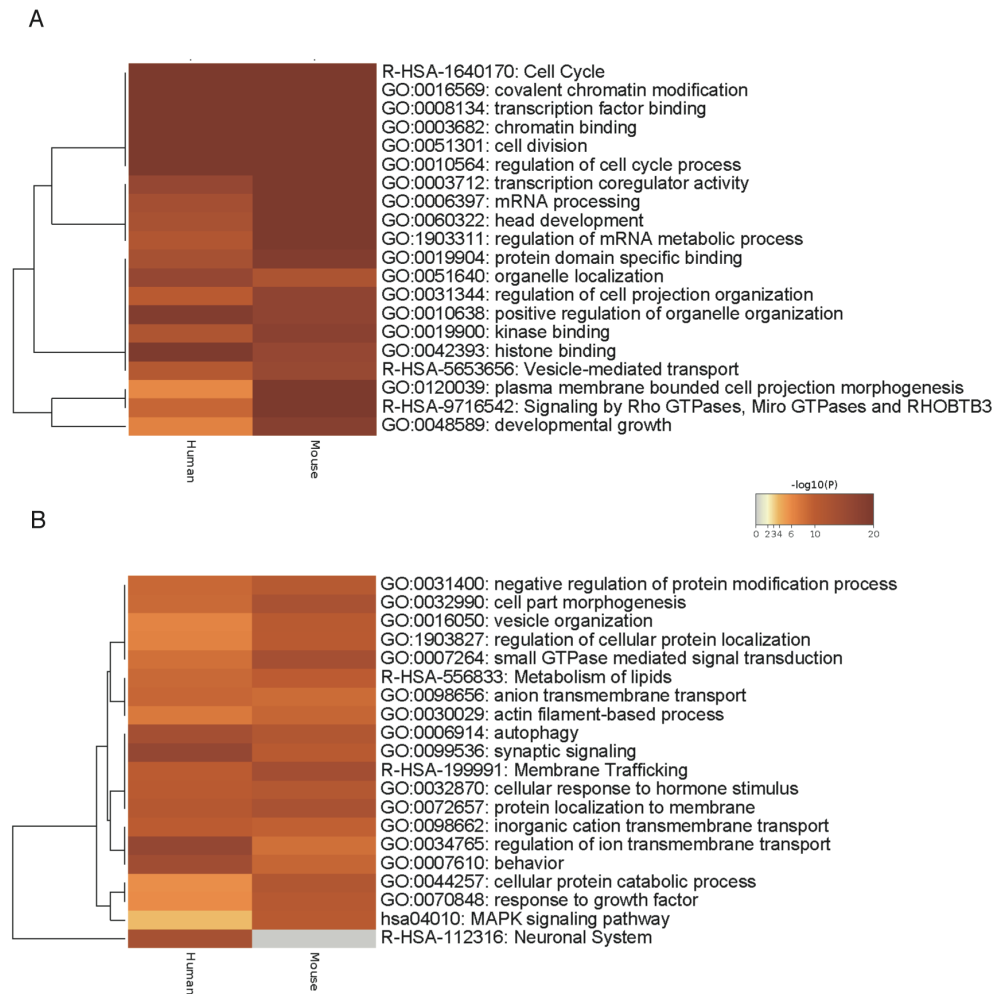 A
R-HSA-1640170: Cell Cycle
GO:0016569: covalent chromatin modification
GO:0008134: transcription factor binding
GO:0003682: chromatin binding
GO:0051301: cell division
GO:0010564: regulation of cell cycle process
GO:0003712: transcription coregulator activity
GO:0006397: mRNA processing
GO:0060322: head development
GO:1903311: regulation of mRNA metabolic process
GO:0019904: protein domain specific binding
GO:0051640: organelle localization
GO:0031344: regulation of cell projection organization
GO:0010638: positive regulation of organelle organization
GO:0019900: kinase binding
GO:0042393: histone binding
R-HSA-5653656: Vesicle-mediated transport
GO:0120039: plasma membrane bounded cell projection morphogenesis
R-HSA-9716542: Signaling by Rho GTPases, Miro GTPases and RHOBTB3
GO:0048589: developmental growth
Human
Mouse
-log10(P)
0 2 3 4 6 10 20
B
GO:0031400: negative regulation of protein modification process
GO:0032990: cell part morphogenesis
GO:0016050: vesicle organization
GO:1903827: regulation of cellular protein localization
GO:0007264: small GTPase mediated signal transduction
R-HSA-556833: Metabolism of lipids
GO:0098656: anion transmembrane transport
GO:0030029: actin filament-based process
GO:0006914: autophagy
GO:0099536: synaptic signaling
R-HSA-199991: Membrane Trafficking
GO:0032870: cellular response to hormone stimulus
GO:0072657: protein localization to membrane
GO:0098662: inorganic cation transmembrane transport
GO:0034765: regulation of ion transmembrane transport
GO:0007610: behavior
GO:0044257: cellular protein catabolic process
GO:0070848: response to growth factor
hsa04010: MAPK signaling pathway
R-HSA-112316: Neuronal System
Human
Mouse